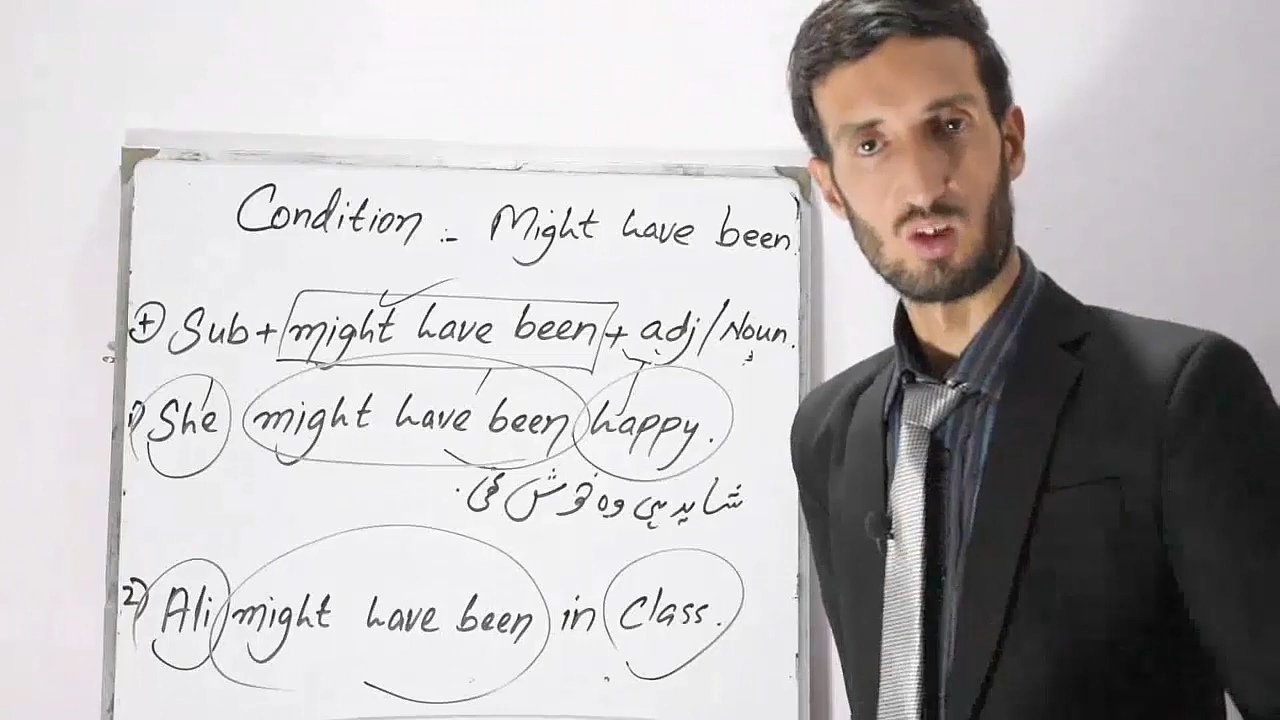 Condition :- Might have been
(+) Sub + might have been + adj/Noun.
1) She might have been happy.
شاید ہی وہ خوش تھی۔
2) Ali might have been in class.